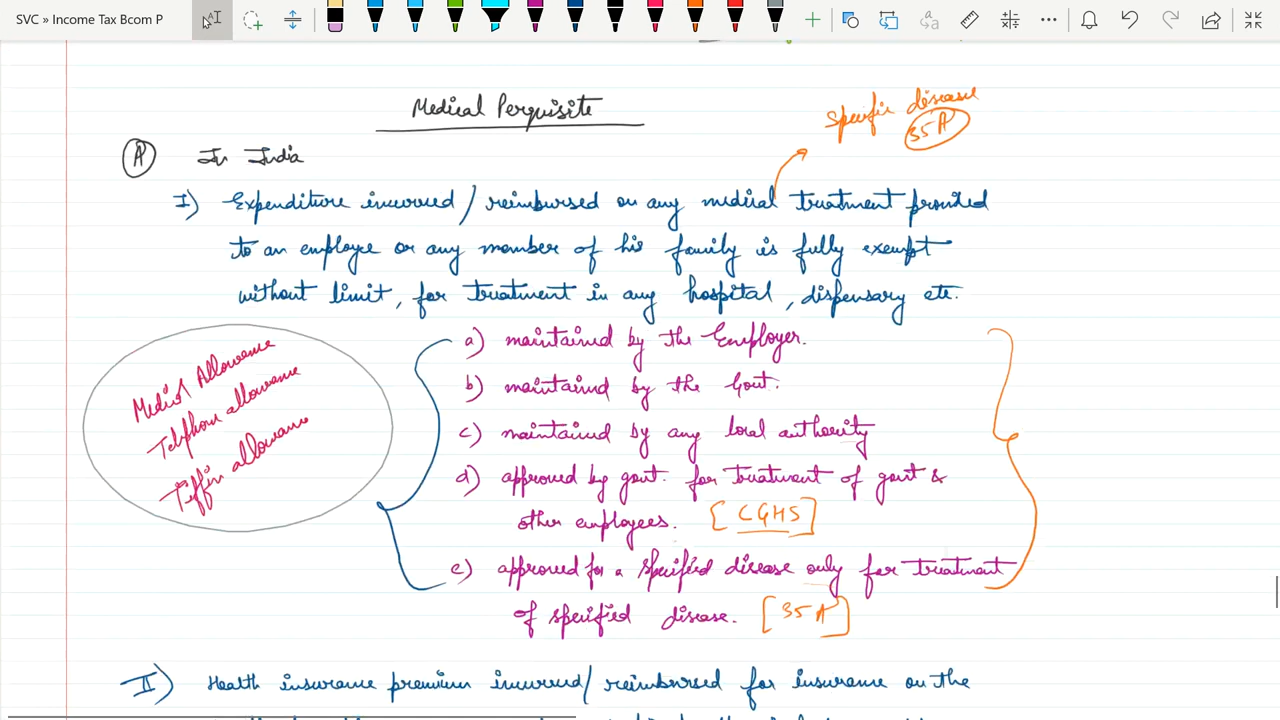 SVC » Income Tax Bcom P
Medical Perquisite
Specific disease
35 A
A In India
I) Expenditure incurred/reimbursed on any medical treatment provided
to an employee or any member of his family is fully exempt
without limit, for treatment in any hospital, dispensary etc.
Medical Allowance
Telephone allowance
Tiffin allowance
a) maintained by the Employer.
b) maintained by the Govt.
c) maintained by any local authority
d) approved by govt. for treatment of govt &
other employees. [CGHS]
e) approved for a specified disease only for treatment
of specified disease. [35 A]
II) Health insurance premium incurred/reimbursed for insurance on the